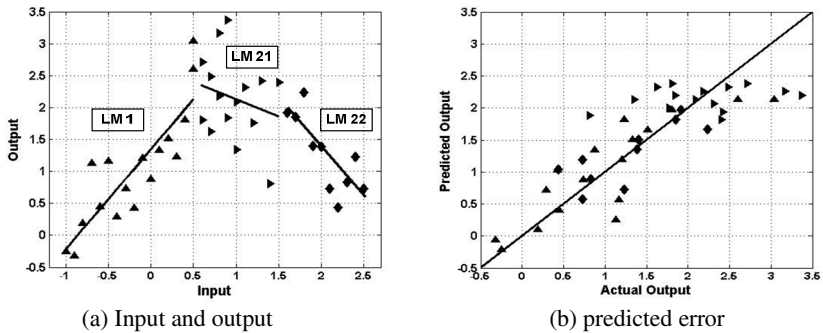 3.5
3
2.5
2
1.5
1
0.5
0
-0.5
Output
LM 1
LM 21
LM 22
-1 -0.5 0 0.5 1 1.5 2 2.5
Input
(a) Input and output
3.5
3
2.5
2
1.5
1
0.5
0
-0.5
Predicted Output
-0.5 0 0.5 1 1.5 2 2.5 3 3.5
Actual Output
(b) predicted error